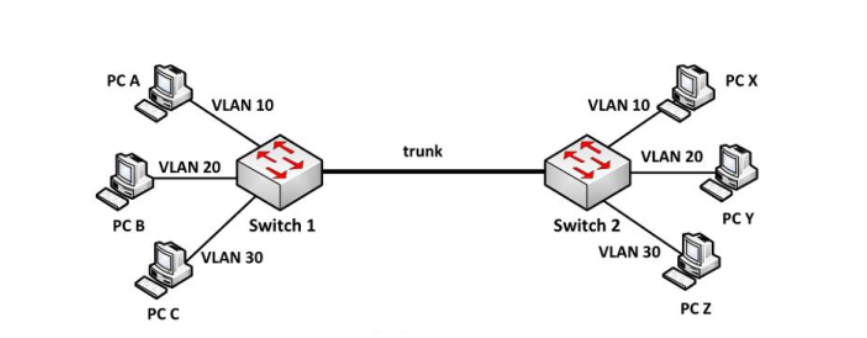 PC A
VLAN 10
VLAN 10
PC X
trunk
VLAN 20
VLAN 20
PC B
Switch 1
Switch 2
PC Y
VLAN 30
VLAN 30
PC C
PC Z